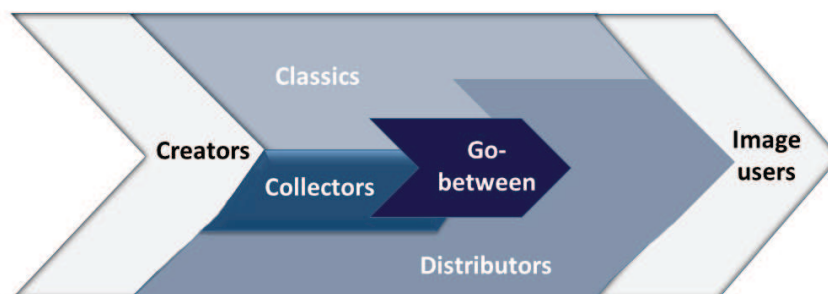 Classics
Creators
Collectors
Go-
between
Distributors
Image
users